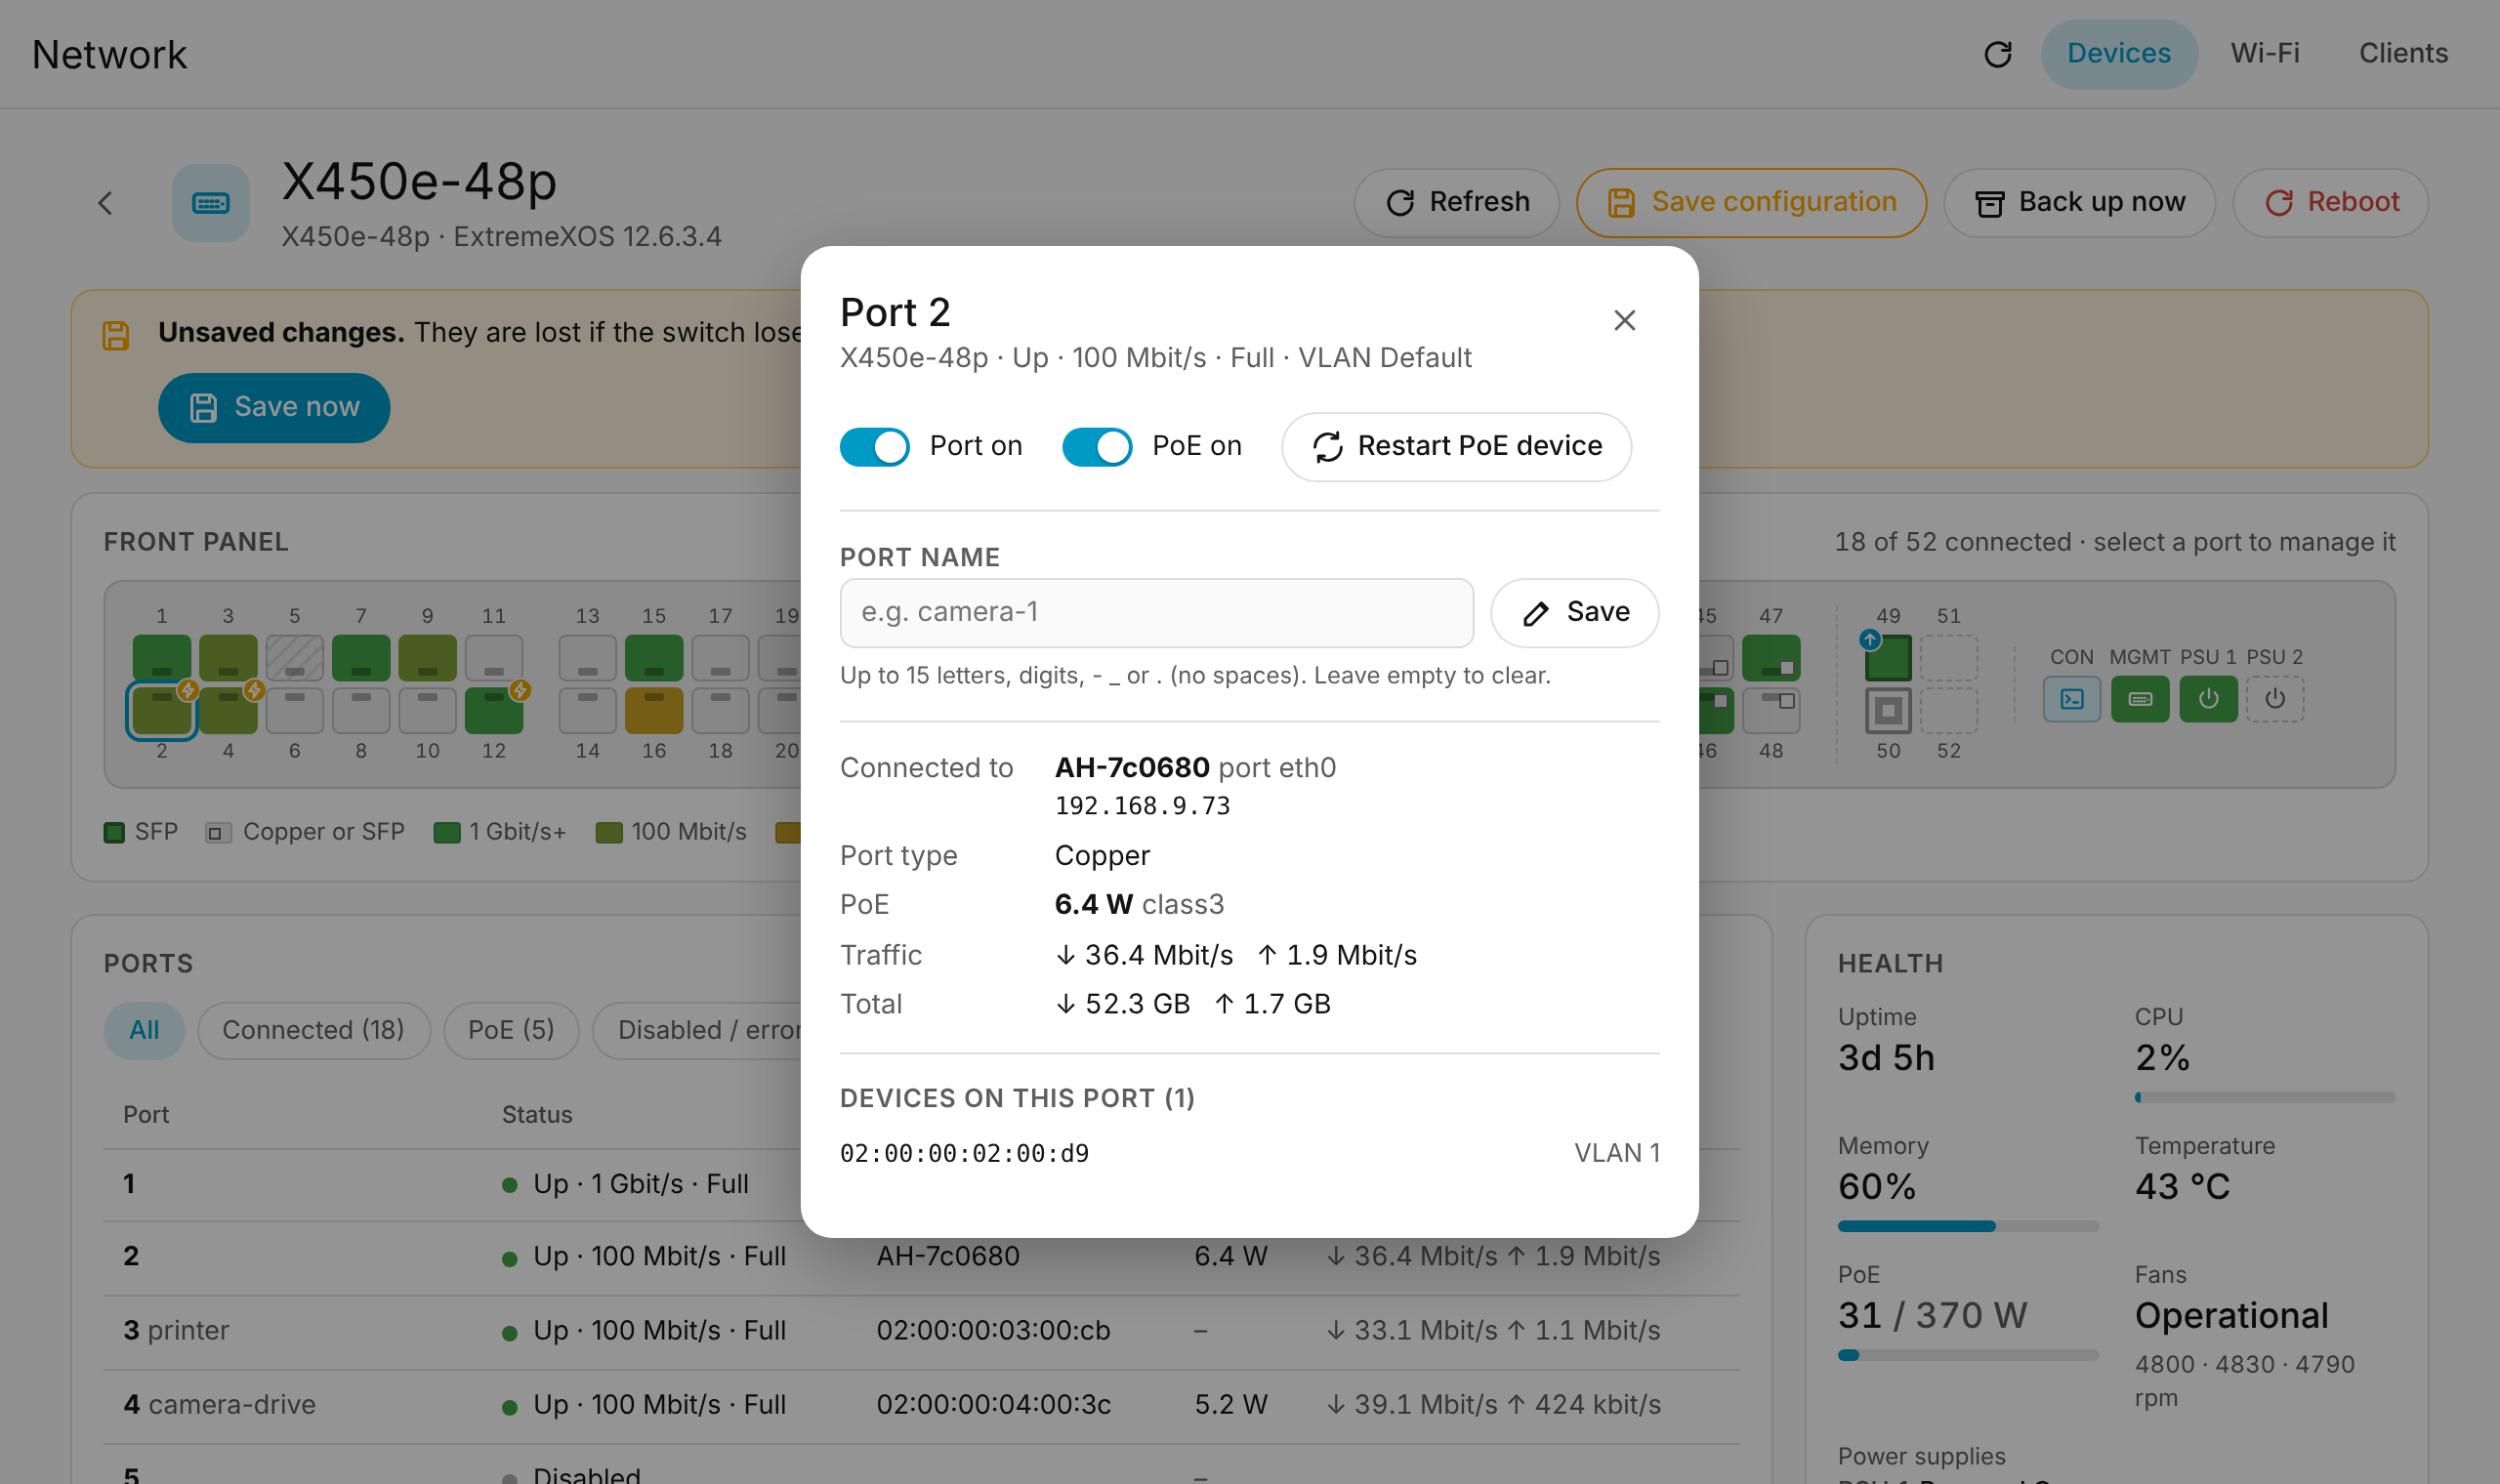 Network
Devices
Wi-Fi
Clients
X450e-48p
X450e-48p · ExtremeXOS 12.6.3.4
Refresh
Save configuration
Back up now
Reboot
Unsaved changes. They are lost if the switch lose
Save now
Port 2
X450e-48p · Up · 100 Mbit/s · Full · VLAN Default
Port on
PoE on
Restart PoE device
PORT NAME
e.g. camera-1
Save
Up to 15 letters, digits, - _ or . (no spaces). Leave empty to clear.
Connected to AH-7c0680 port eth0
192.168.9.73
Port type Copper
PoE 6.4 W class3
Traffic ↓ 36.4 Mbit/s ↑ 1.9 Mbit/s
Total ↓ 52.3 GB ↑ 1.7 GB
DEVICES ON THIS PORT (1)
02:00:00:02:00:d9 VLAN 1
FRONT PANEL
18 of 52 connected · select a port to manage it
1 3 5 7 9 11 13 15 17 19
2 4 6 8 10 12 14 16 18 20
45 47 49 51
46 48 50 52
CON MGMT PSU 1 PSU 2
SFP
Copper or SFP
1 Gbit/s+
100 Mbit/s
PORTS
All
Connected (18)
PoE (5)
Disabled / error
Port Status
1 Up · 1 Gbit/s · Full
2 Up · 100 Mbit/s · Full AH-7c0680 6.4 W ↓ 36.4 Mbit/s ↑ 1.9 Mbit/s
3 printer Up · 100 Mbit/s · Full 02:00:00:03:00:cb – ↓ 33.1 Mbit/s ↑ 1.1 Mbit/s
4 camera-drive Up · 100 Mbit/s · Full 02:00:00:04:00:3c 5.2 W ↓ 39.1 Mbit/s ↑ 424 kbit/s
5 Disabled –
HEALTH
Uptime
3d 5h
CPU
2%
Memory
60%
Temperature
43 °C
PoE
31 / 370 W
Fans
Operational
4800 · 4830 · 4790
rpm
Power supplies